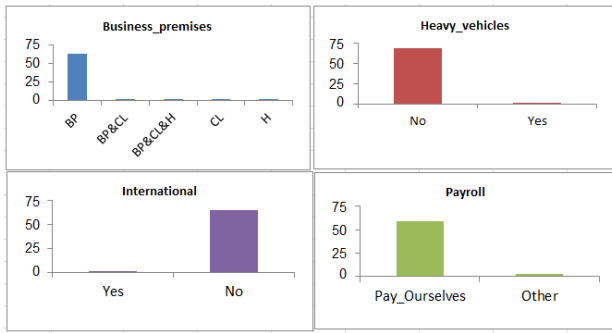 Business_premises
75
50
25
0
BP
BP&CL
BP&CL&H
CL
H
Heavy_vehicles
75
50
25
0
No
Yes
International
75
50
25
0
Yes
No
Payroll
75
50
25
0
Pay_Ourselves
Other